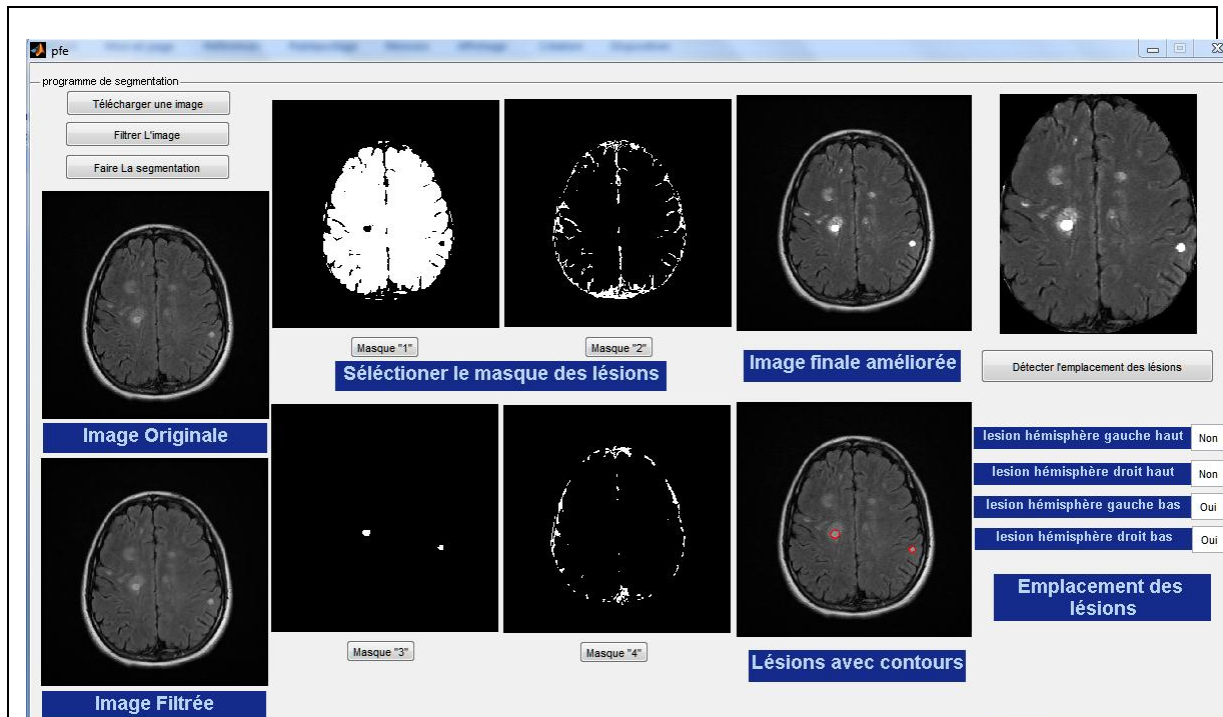 pfe
programme de segmentation
Télécharger une image
Filtrer L'image
Faire La segmentation
Image Originale
Image Filtrée
Masque "1"
Masque "2"
Séléctioner le masque des lésions
Masque "3"
Masque "4"
Image finale améliorée
Lésions avec contours
Détecter l'emplacement des lésions
lesion hémisphère gauche haut Non
lesion hémisphère droit haut Non
lesion hémisphère gauche bas Oui
lesion hémisphère droit bas Oui
Emplacement des
lésions